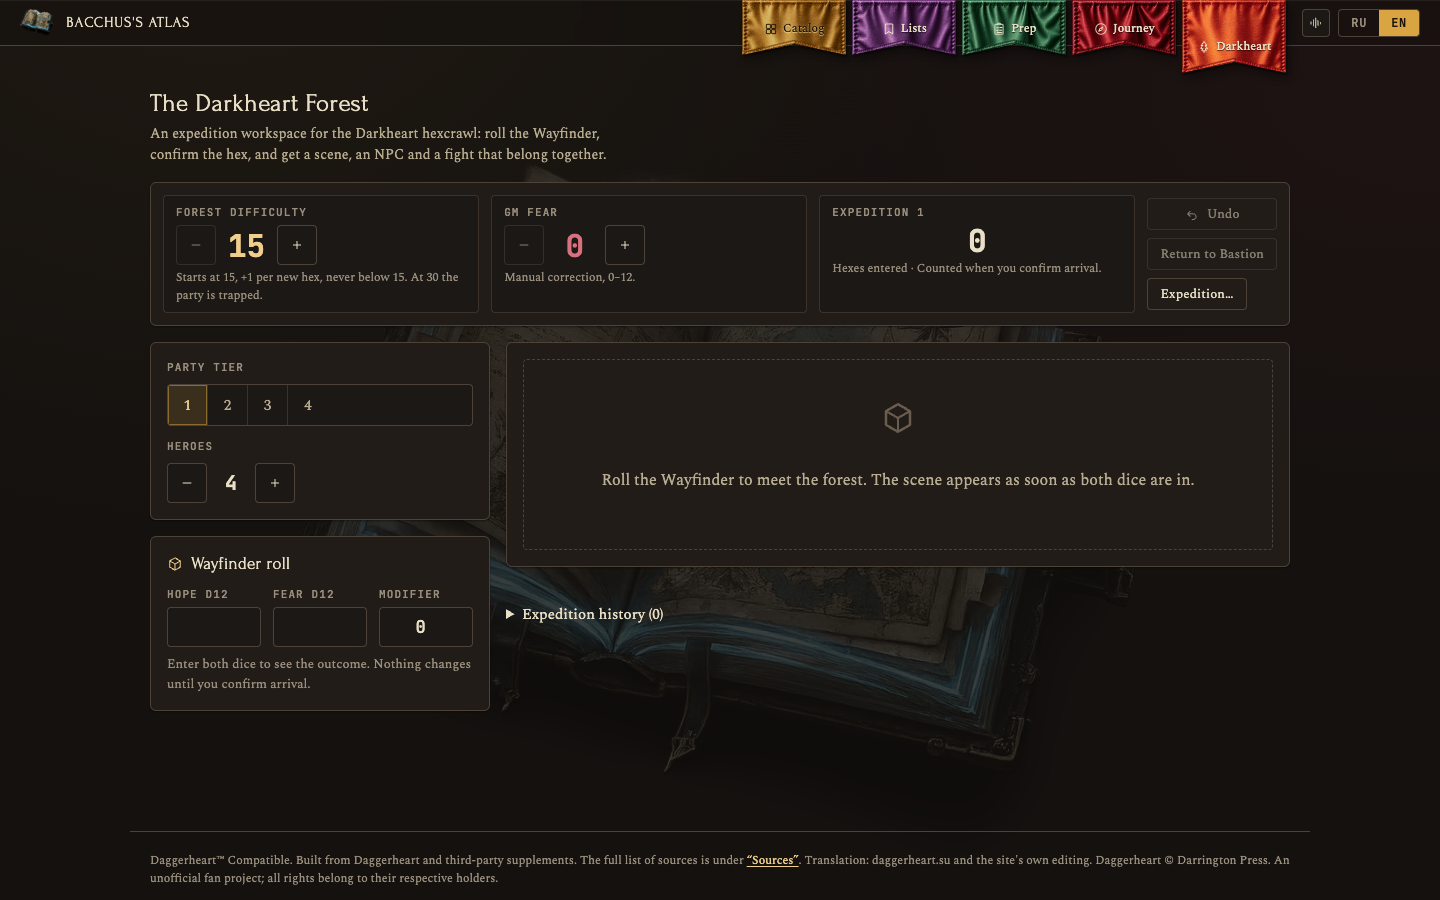 BACCHUS'S ATLAS
Catalog
Lists
Prep
Journey
Darkheart
RU
EN
The Darkheart Forest
An expedition workspace for the Darkheart hexcrawl: roll the Wayfinder,
confirm the hex, and get a scene, an NPC and a fight that belong together.
FOREST DIFFICULTY
− 15 +
Starts at 15, +1 per new hex, never below 15. At 30 the
party is trapped.
GM FEAR
− 0 +
Manual correction, 0–12.
EXPEDITION 1
0
Hexes entered · Counted when you confirm arrival.
Undo
Return to Bastion
Expedition…
PARTY TIER
1 2 3 4
HEROES
− 4 +
Wayfinder roll
HOPE D12 FEAR D12 MODIFIER
0
Enter both dice to see the outcome. Nothing changes
until you confirm arrival.
Roll the Wayfinder to meet the forest. The scene appears as soon as both dice are in.
Expedition history (0)
Daggerheart™ Compatible. Built from Daggerheart and third-party supplements. The full list of sources is under “Sources”. Translation: daggerheart.su and the site's own editing. Daggerheart © Darrington Press. An
unofficial fan project; all rights belong to their respective holders.